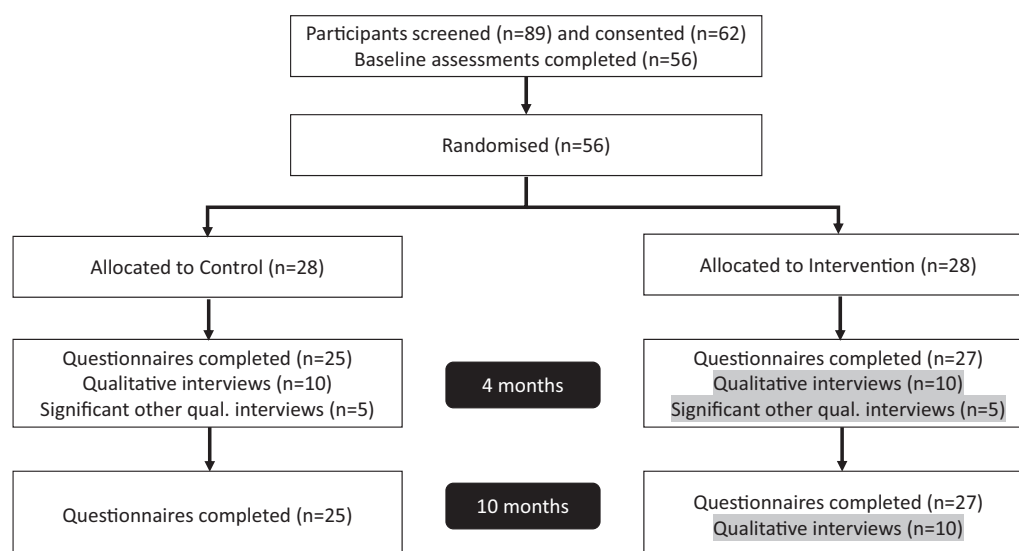 Participants screened (n=89) and consented (n=62)
Baseline assessments completed (n=56)
Randomised (n=56)
Allocated to Control (n=28)
Allocated to Intervention (n=28)
Questionnaires completed (n=25)
Qualitative interviews (n=10)
Significant other qual. interviews (n=5)
4 months
Questionnaires completed (n=27)
Qualitative interviews (n=10)
Significant other qual. interviews (n=5)
Questionnaires completed (n=25)
10 months
Questionnaires completed (n=27)
Qualitative interviews (n=10)